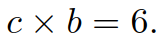 c × b = 6.